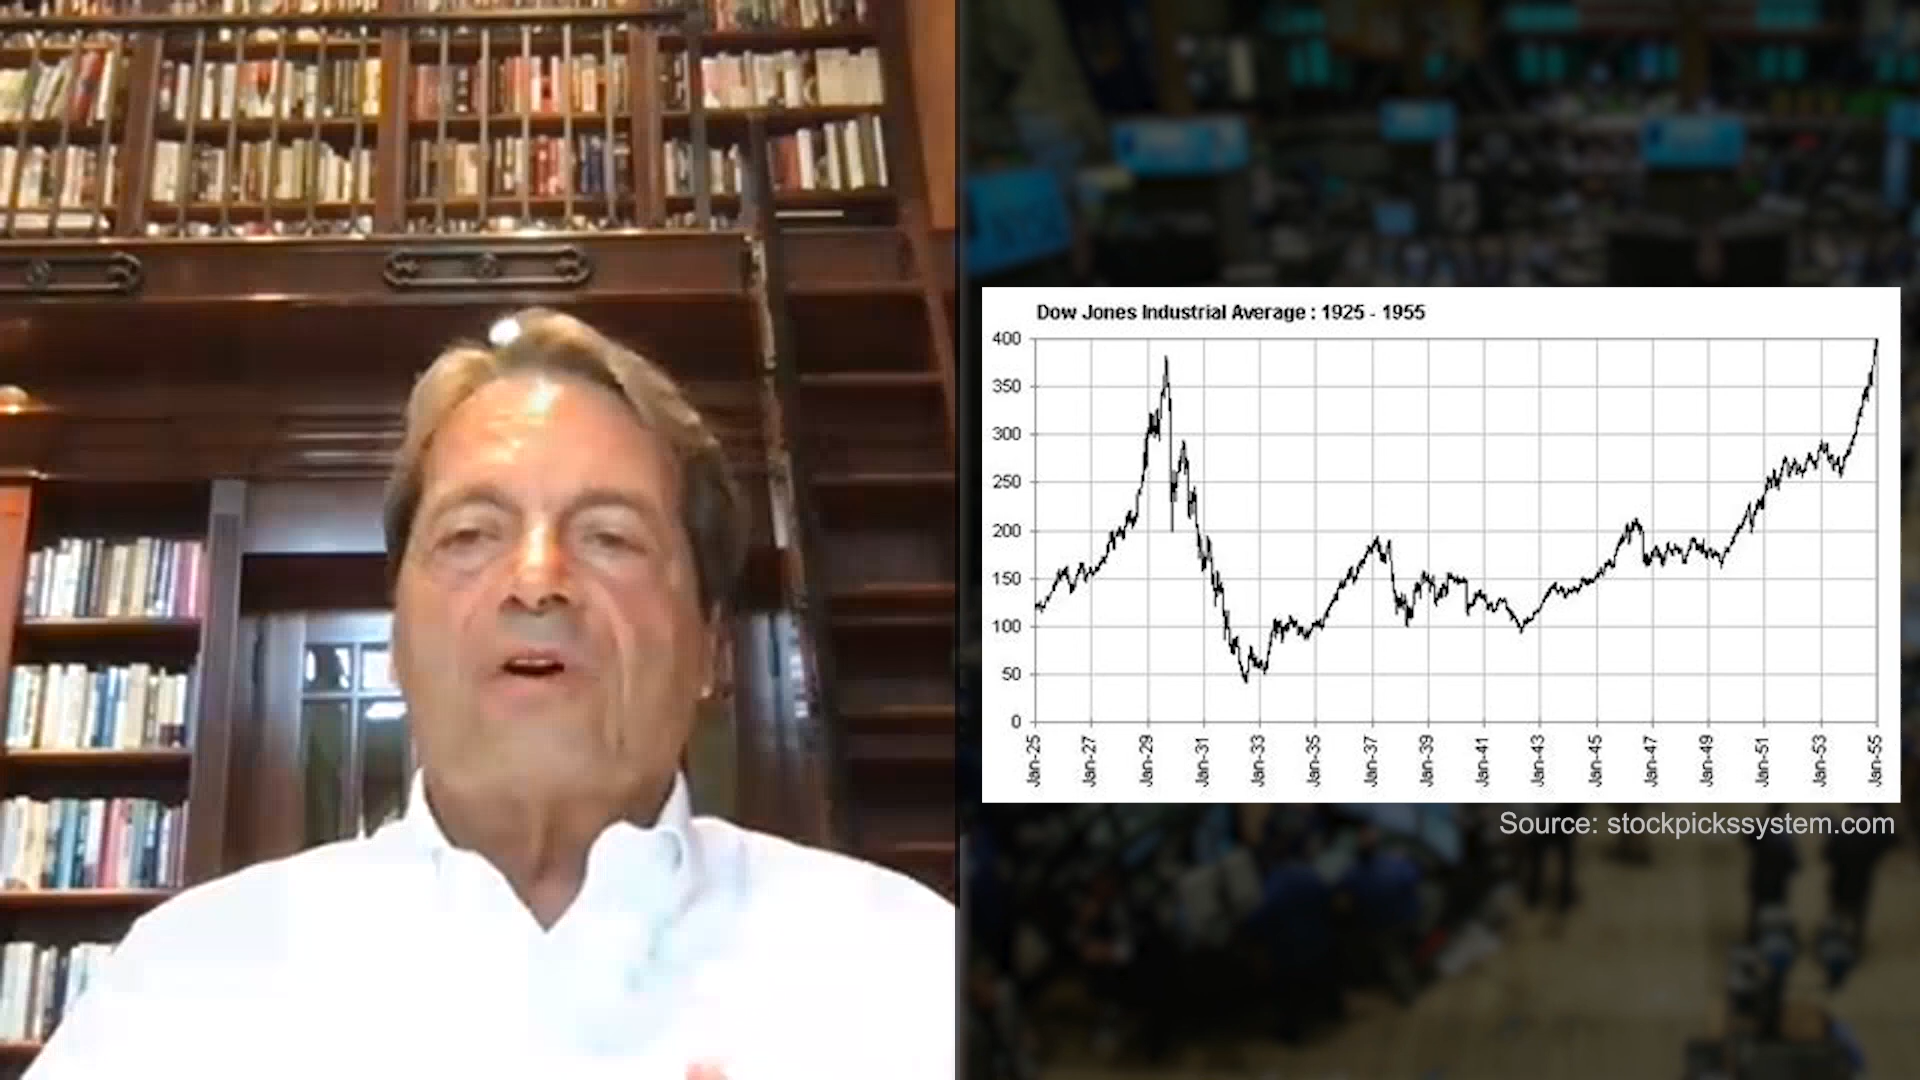 Dow Jones Industrial Average : 1925 - 1955
400
350
300
250
200
150
100
50
0
Jan-25
Jan-27
Jan-29
Jan-31
Jan-33
Jan-35
Jan-37
Jan-39
Jan-41
Jan-43
Jan-45
Jan-47
Jan-49
Jan-51
Jan-53
Jan-55
Source: stockpickssystem.com